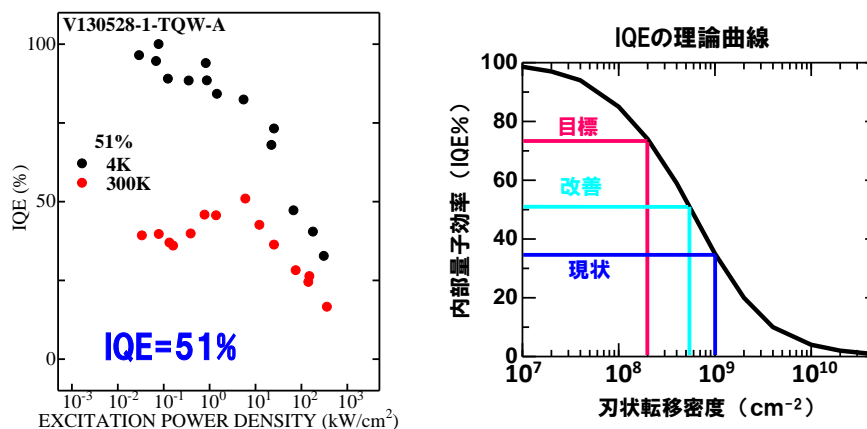 V130528-1-TQW-A
100
50
0
IQE (%)
51%
4K
300K
IQE=51%
10⁻³ 10⁻² 10⁻¹ 10⁰ 10¹ 10² 10³
EXCITATION POWER DENSITY (kW/cm²)
IQEの理論曲線
100
80
60
40
20
0
内部量子効率（IQE%）
目標
改善
現状
10⁷ 10⁸ 10⁹ 10¹⁰
刃状転移密度（cm⁻²）